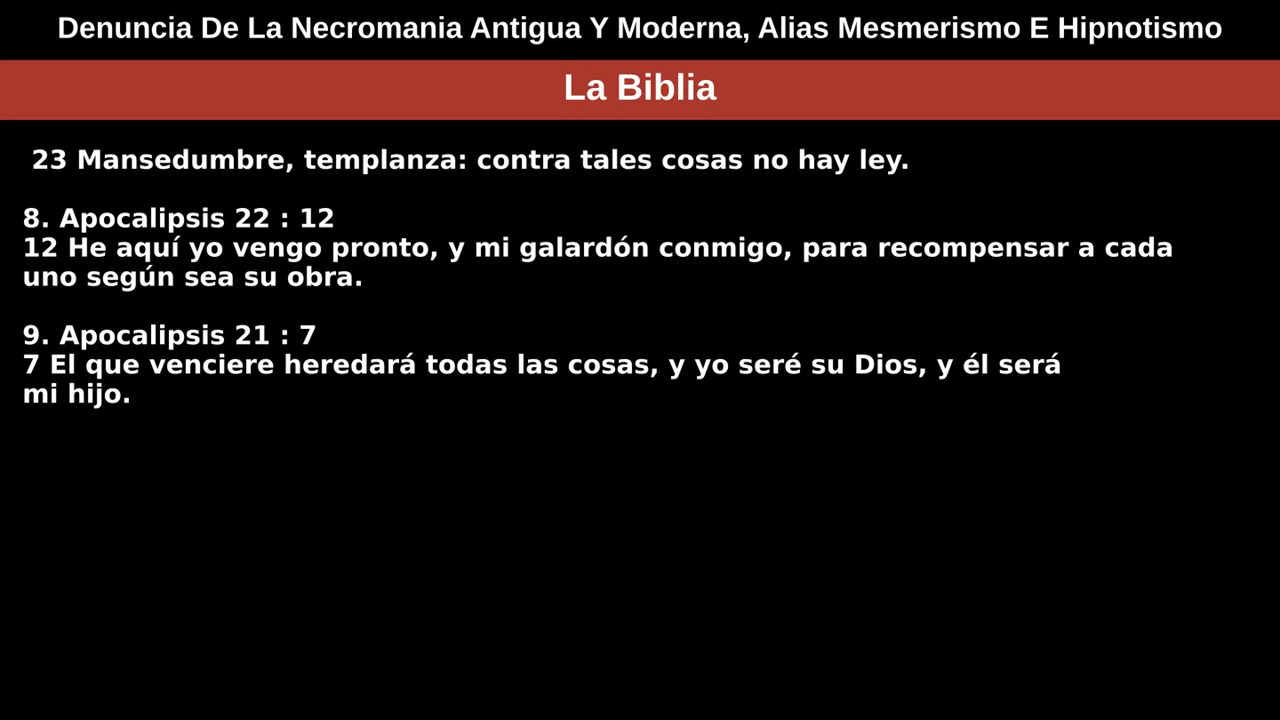 Denuncia De La Necromania Antigua Y Moderna, Alias Mesmerismo E Hipnotismo
La Biblia
23 Mansedumbre, templanza: contra tales cosas no hay ley.
8. Apocalipsis 22 : 12
12 He aquí yo vengo pronto, y mi galardón conmigo, para recompensar a cada
uno según sea su obra.
9. Apocalipsis 21 : 7
7 El que venciere heredará todas las cosas, y yo seré su Dios, y él será
mi hijo.